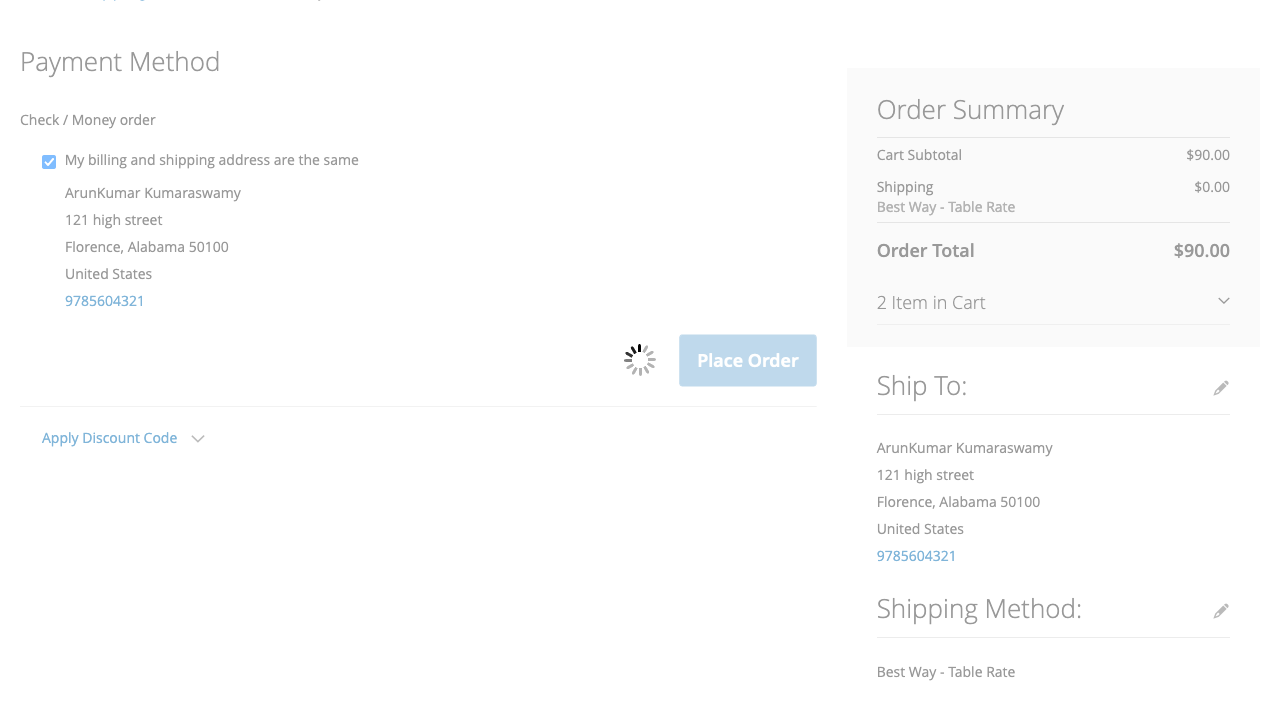 Payment Method
Check / Money order
My billing and shipping address are the same
ArunKumar Kumaraswamy
121 high street
Florence, Alabama 50100
United States
9785604321
Place Order
Apply Discount Code
Order Summary
Cart Subtotal $90.00
Shipping $0.00
Best Way - Table Rate
Order Total $90.00
2 Item in Cart
Ship To:
ArunKumar Kumaraswamy
121 high street
Florence, Alabama 50100
United States
9785604321
Shipping Method:
Best Way - Table Rate